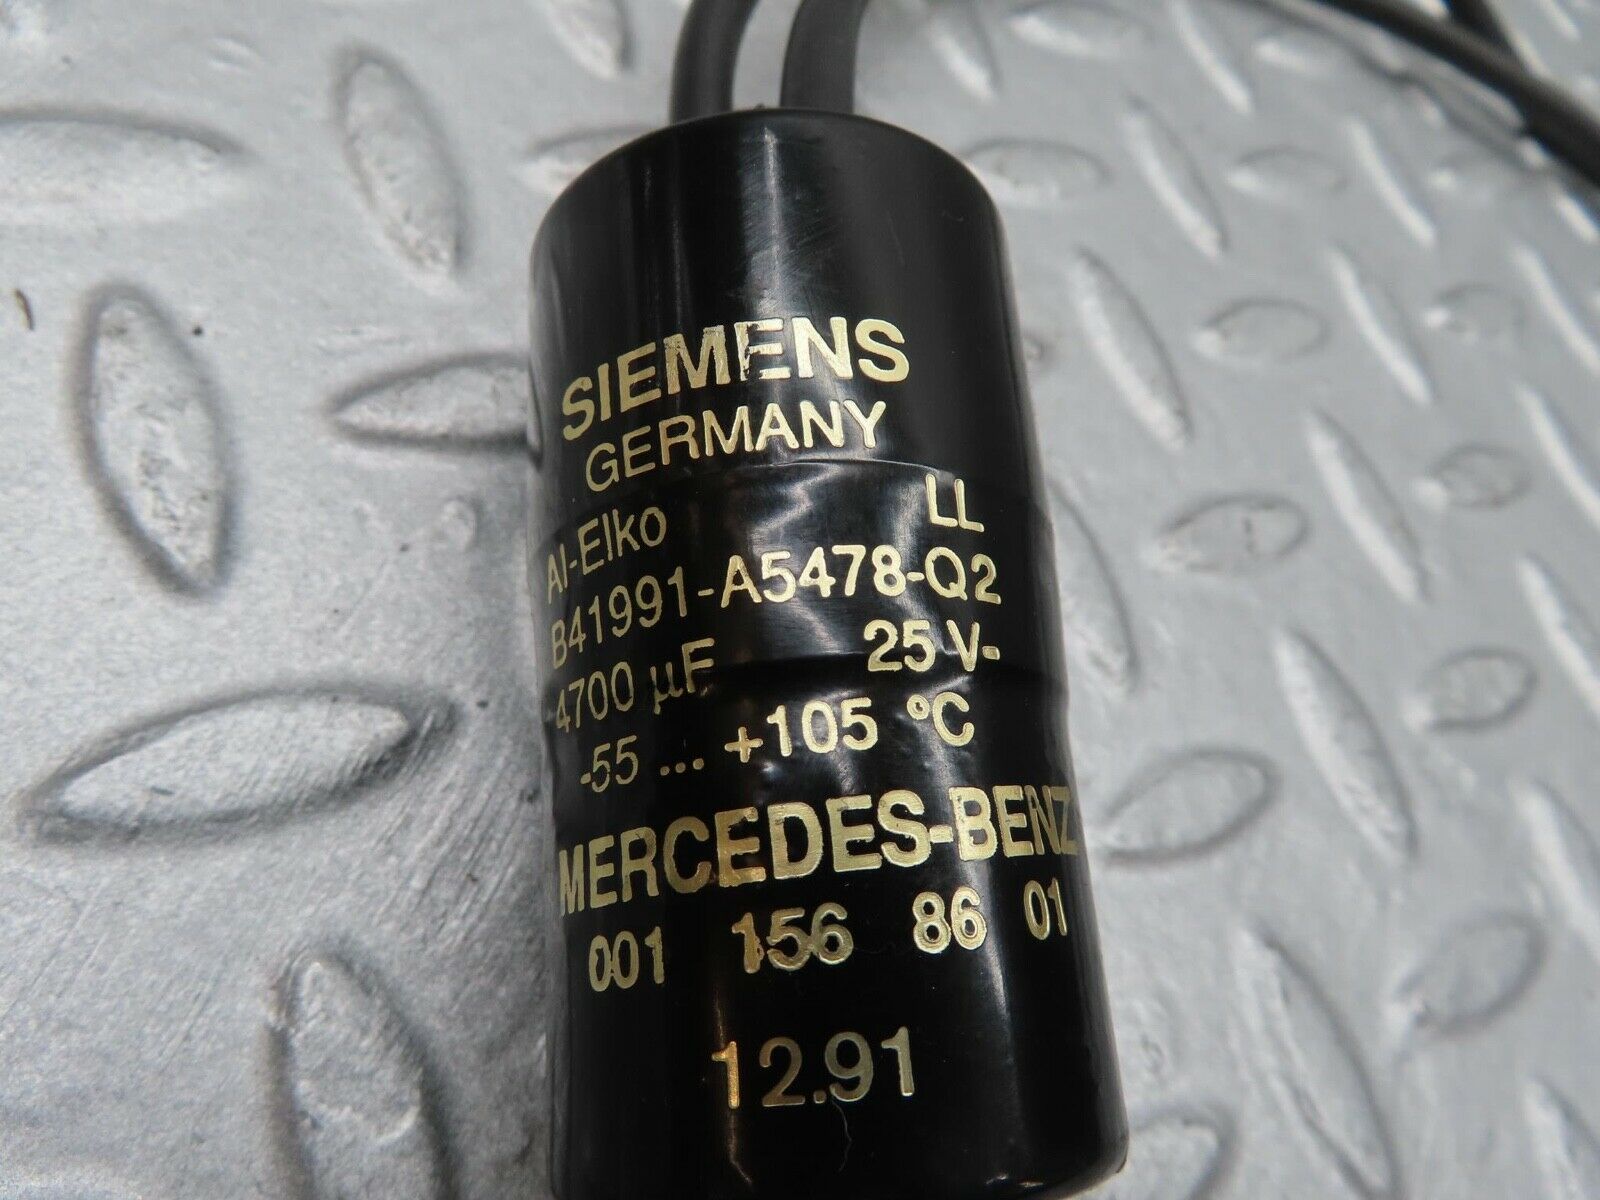 SIEMENS
GERMANY
Al-Elko LL
B41991-A5478-Q2
4700 µF 25 V-
-55 ... +105 °C
MERCEDES-BENZ
001 156 86 01
12.91